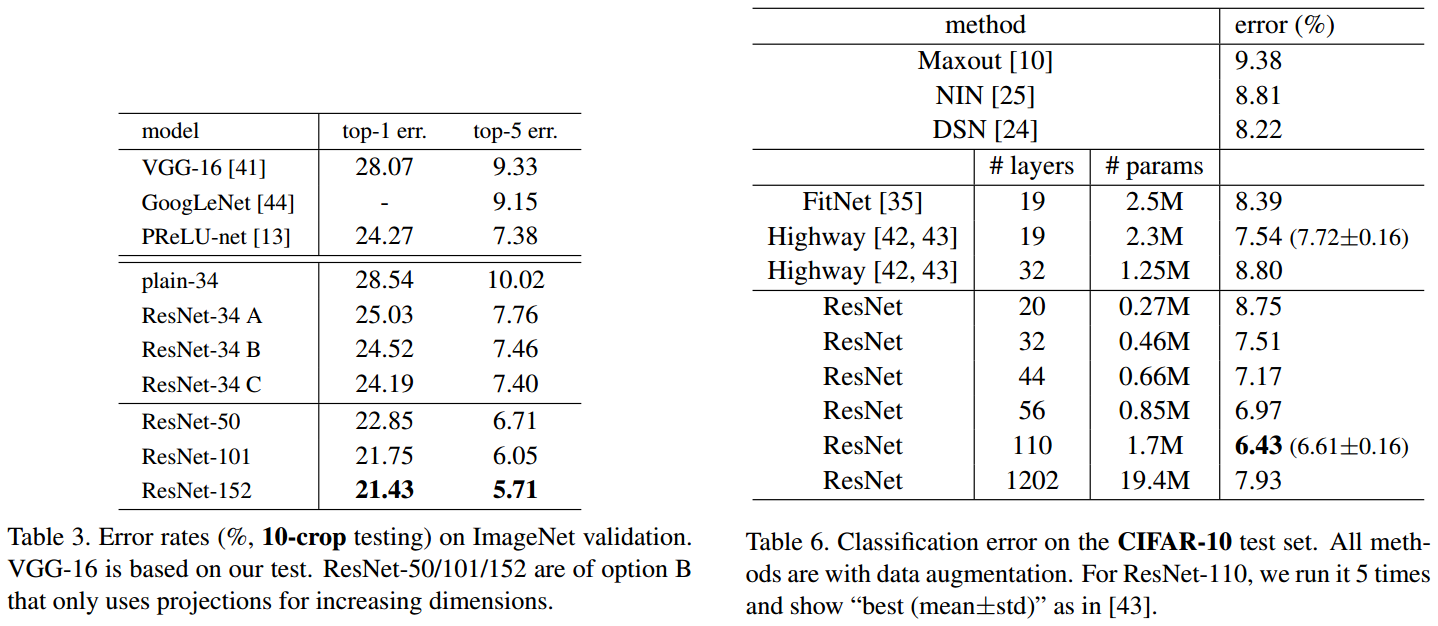 model top-1 err. top-5 err.
VGG-16 [41] 28.07 9.33
GoogLeNet [44] - 9.15
PReLU-net [13] 24.27 7.38
plain-34 28.54 10.02
ResNet-34 A 25.03 7.76
ResNet-34 B 24.52 7.46
ResNet-34 C 24.19 7.40
ResNet-50 22.85 6.71
ResNet-101 21.75 6.05
ResNet-152 21.43 5.71
Table 3. Error rates (%, 10-crop testing) on ImageNet validation.
VGG-16 is based on our test. ResNet-50/101/152 are of option B
that only uses projections for increasing dimensions.
method error (%)
Maxout [10] 9.38
NIN [25] 8.81
DSN [24] 8.22
# layers # params
FitNet [35] 19 2.5M 8.39
Highway [42, 43] 19 2.3M 7.54 (7.72±0.16)
Highway [42, 43] 32 1.25M 8.80
ResNet 20 0.27M 8.75
ResNet 32 0.46M 7.51
ResNet 44 0.66M 7.17
ResNet 56 0.85M 6.97
ResNet 110 1.7M 6.43 (6.61±0.16)
ResNet 1202 19.4M 7.93
Table 6. Classification error on the CIFAR-10 test set. All meth-
ods are with data augmentation. For ResNet-110, we run it 5 times
and show “best (mean±std)” as in [43].